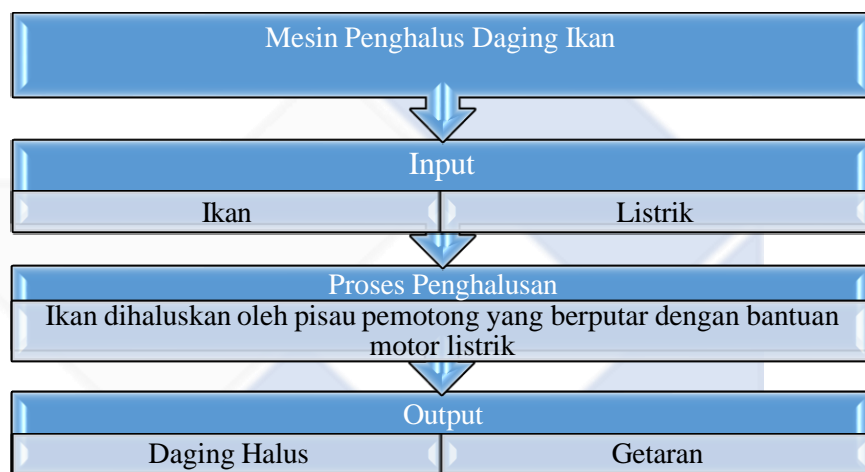 Mesin Penghalus Daging Ikan
Input
Ikan
Listrik
Proses Penghalusan
Ikan dihaluskan oleh pisau pemotong yang berputar dengan bantuan
motor listrik
Output
Daging Halus
Getaran